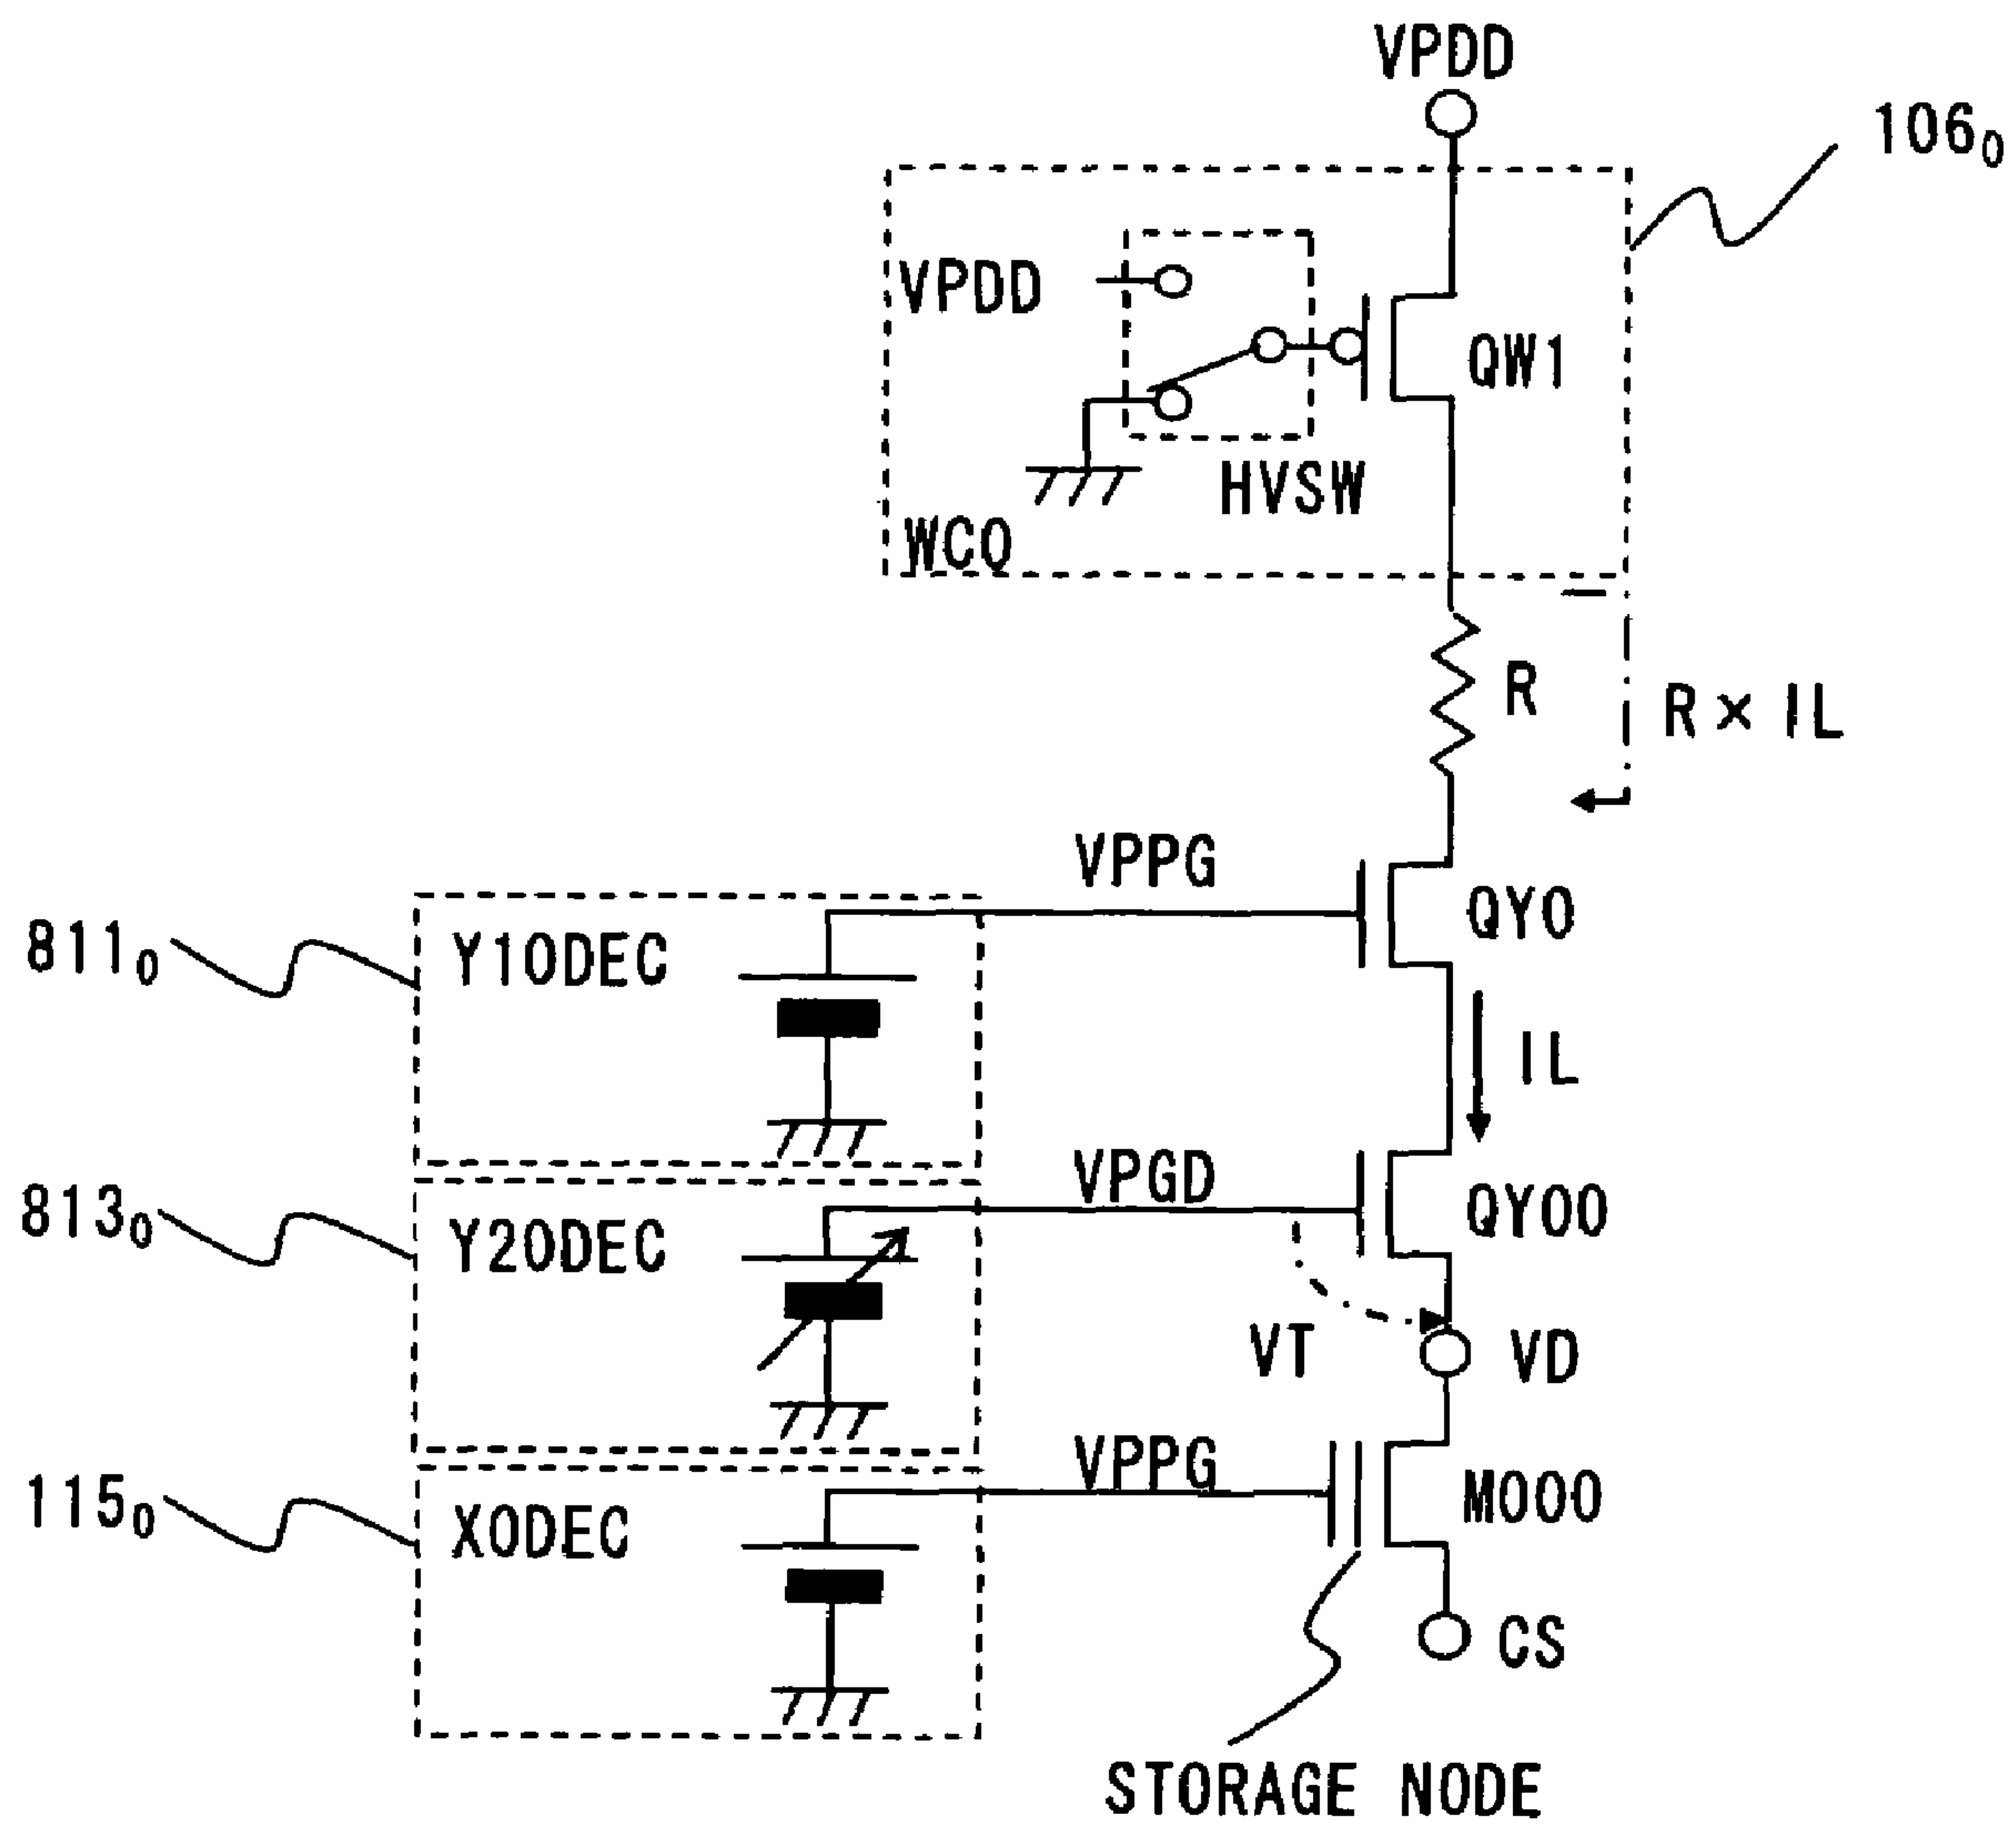 VPDD
106₀
VPDD
QW1
HVSW
WCQ
R
R × IL
VPPG
QY0
811₀
Y10DEC
IL
VPGD
QY00
813₀
Y20DEC
VT
VD
VPPG
M000
115₀
X0DEC
CS
STORAGE NODE